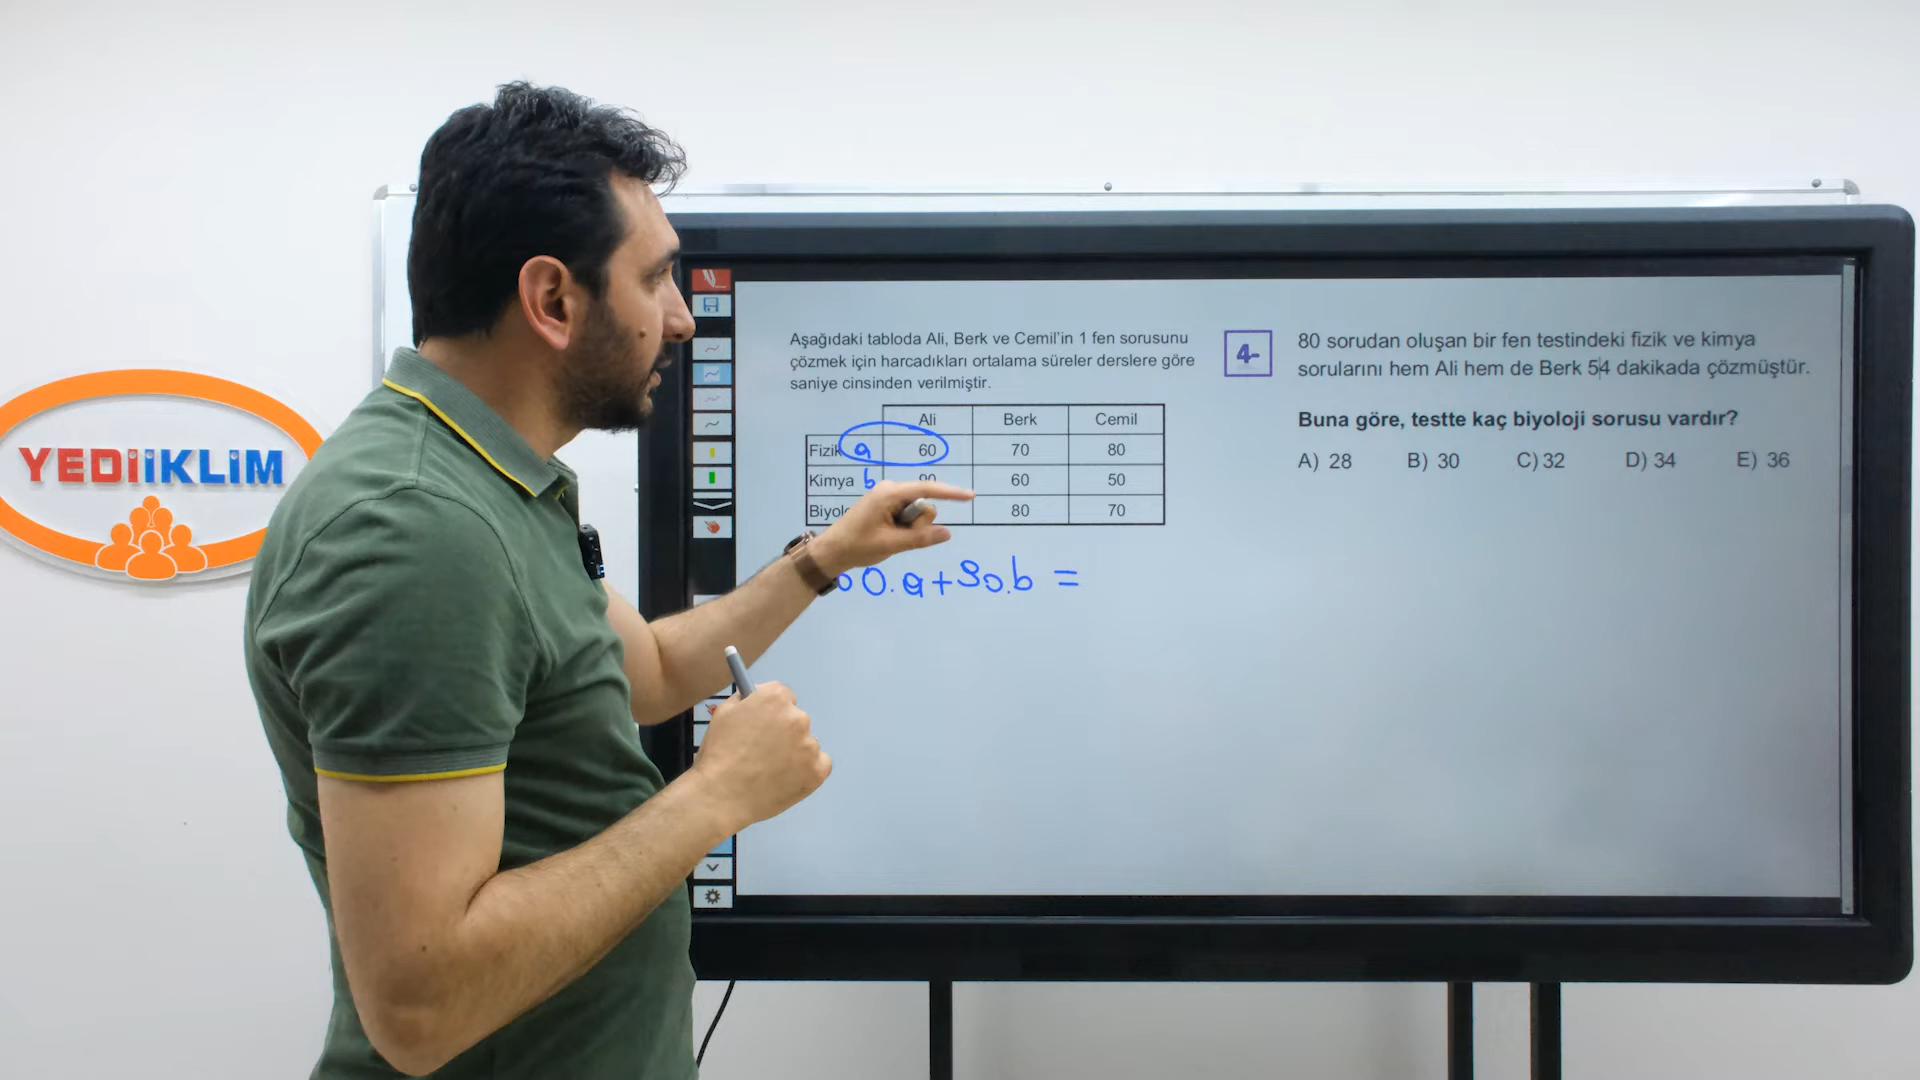 YEDİİKLİM
Aşağıdaki tabloda Ali, Berk ve Cemil'in 1 fen sorusunu
çözmek için harcadıkları ortalama süreler derslere göre
saniye cinsinden verilmiştir.
Ali Berk Cemil
Fizik a 60 70 80
Kimya b 90 60 50
80 70
0.a+90.b =
4-
80 sorudan oluşan bir fen testindeki fizik ve kimya
sorularını hem Ali hem de Berk 54 dakikada çözmüştür.
Buna göre, testte kaç biyoloji sorusu vardır?
A) 28 B) 30 C) 32 D) 34 E) 36